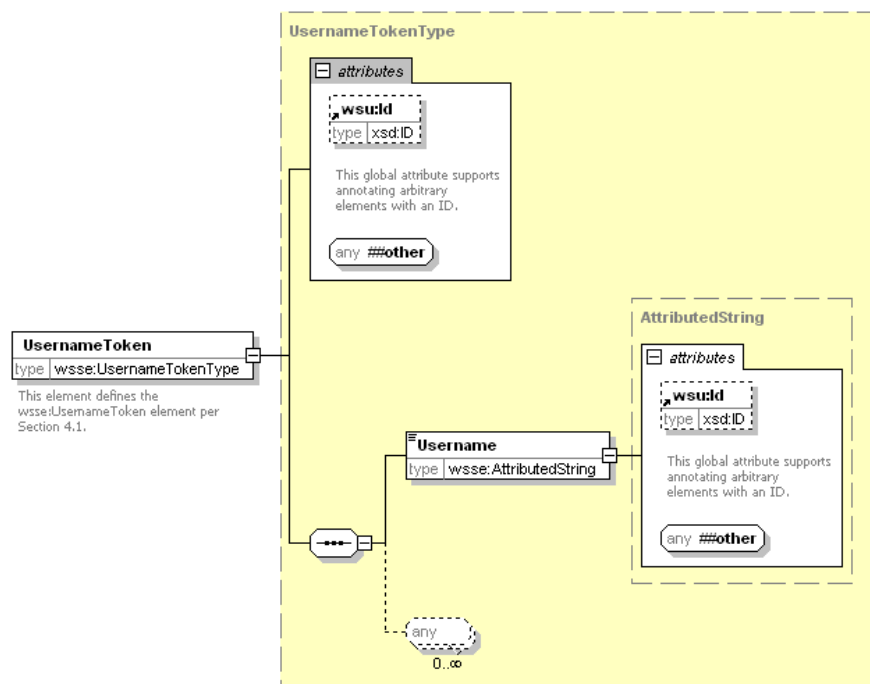 UsernameTokenType
attributes
wsu:Id
type xsd:ID
This global attribute supports
annotating arbitrary
elements with an ID.
any ##other
UsernameToken
type wsse:UsernameTokenType
This element defines the
wsse:UsernameToken element per
Section 4.1.
AttributedString
attributes
wsu:Id
type xsd:ID
This global attribute supports
annotating arbitrary
elements with an ID.
any ##other
Username
type wsse:AttributedString
any
0..∞